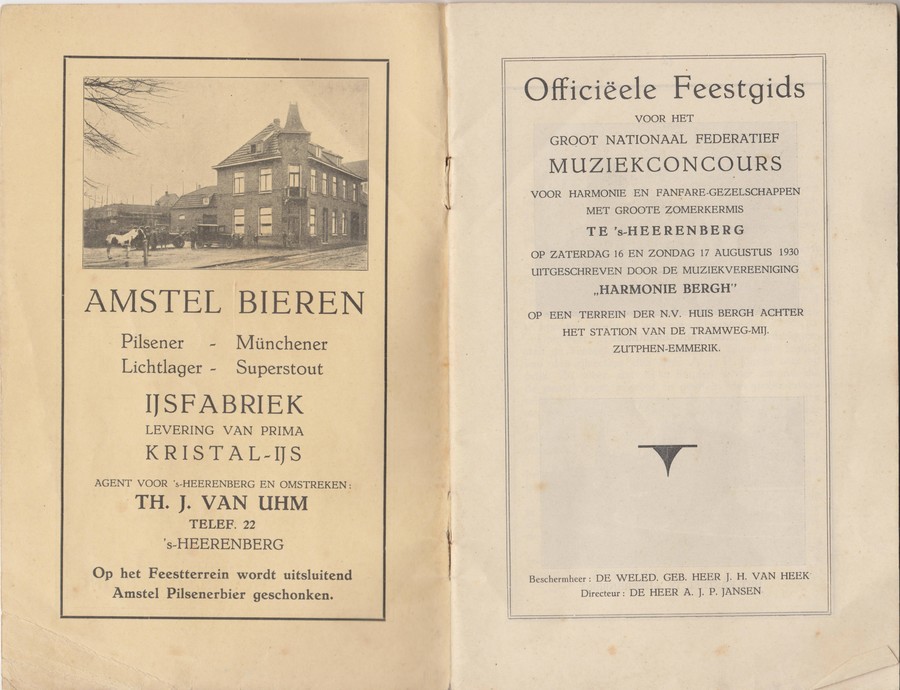 AMSTEL BIEREN
Pilsener - Münchener
Lichtlager - Superstout
IJSFABRIEK
LEVERING VAN PRIMA
KRISTAL-IJS
AGENT VOOR 's-HEERENBERG EN OMSTREKEN:
TH. J. VAN UHM
TELEF. 22
's-HEERENBERG
Op het Feestterrein wordt uitsluitend
Amstel Pilsenerbier geschonken.
Officiëele Feestgids
VOOR HET
GROOT NATIONAAL FEDERATIEF
MUZIEKCONCOURS
VOOR HARMONIE EN FANFARE-GEZELSCHAPPEN
MET GROOTE ZOMERKERMIS
TE 's-HEERENBERG
OP ZATERDAG 16 EN ZONDAG 17 AUGUSTUS 1930
UITGESCHREVEN DOOR DE MUZIEKVEREENIGING
„HARMONIE BERGH"
OP EEN TERREIN DER N.V. HUIS BERGH ACHTER
HET STATION VAN DE TRAMWEG-MIJ.
ZUTPHEN-EMMERIK.
Beschermheer: DE WELED. GEB. HEER J. H. VAN HEEK
Directeur: DE HEER A. J. P. JANSEN